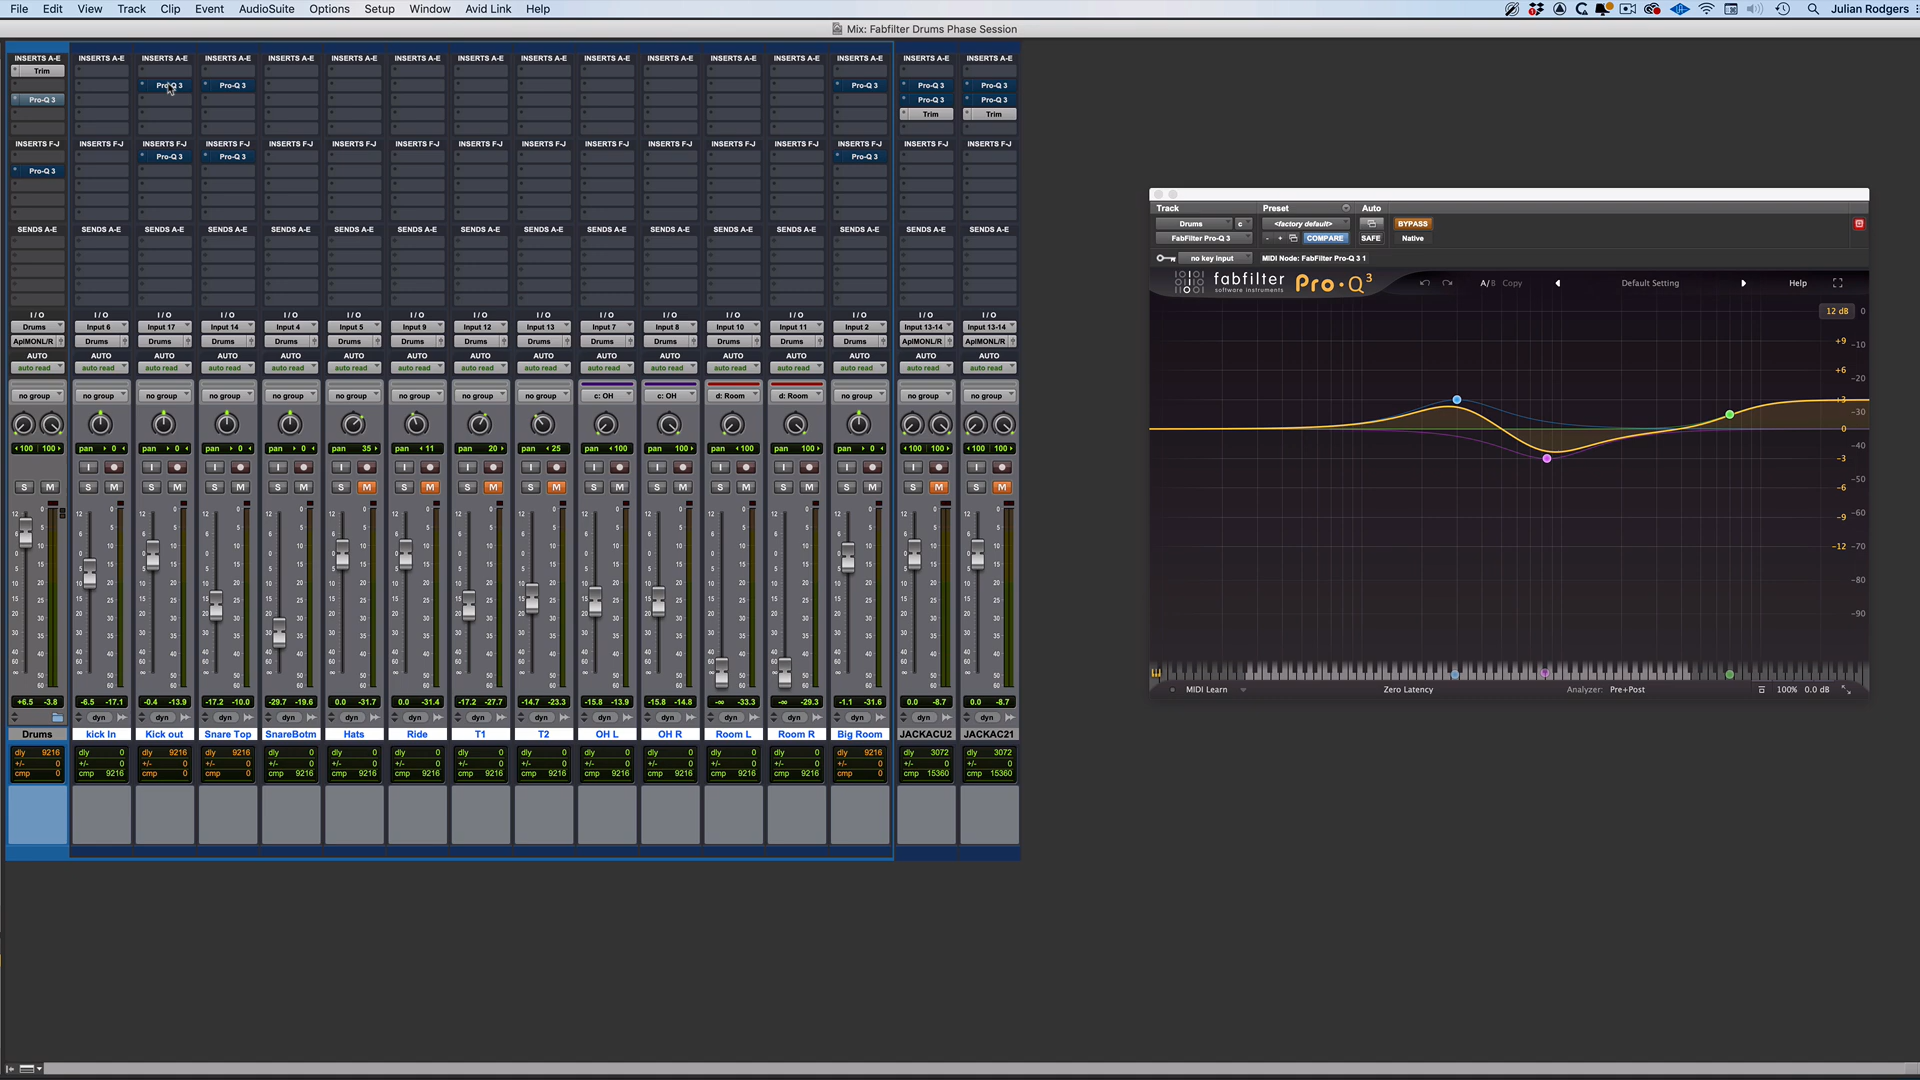 File Edit View Track Clip Event AudioSuite Options Setup Window Avid Link Help Julian Rodgers
Mix: Fabfilter Drums Phase Session
INSERTS A-E INSERTS A-E INSERTS A-E INSERTS A-E INSERTS A-E INSERTS A-E INSERTS A-E INSERTS A-E INSERTS A-E INSERTS A-E INSERTS A-E INSERTS A-E INSERTS A-E INSERTS A-E INSERTS A-E INSERTS A-E
Trim
Pro-Q 3 Pro-Q 3 Pro-Q 3 Pro-Q 3 Pro-Q 3
Pro-Q 3 Pro-Q 3 Pro-Q 3
Trim Trim
INSERTS F-J INSERTS F-J INSERTS F-J INSERTS F-J INSERTS F-J INSERTS F-J INSERTS F-J INSERTS F-J INSERTS F-J INSERTS F-J INSERTS F-J INSERTS F-J INSERTS F-J INSERTS F-J INSERTS F-J INSERTS F-J
Pro-Q 3 Pro-Q 3 Pro-Q 3
Pro-Q 3
SENDS A-E SENDS A-E SENDS A-E SENDS A-E SENDS A-E SENDS A-E SENDS A-E SENDS A-E SENDS A-E SENDS A-E SENDS A-E SENDS A-E SENDS A-E SENDS A-E SENDS A-E SENDS A-E
I/O I/O I/O I/O I/O I/O I/O I/O I/O I/O I/O I/O I/O I/O I/O I/O
Drums Input 6 Input 17 Input 14 Input 4 Input 5 Input 9 Input 12 Input 13 Input 7 Input 8 Input 10 Input 11 Input 2 Input 13-14 Input 13-14
AplMONL/R Drums Drums Drums Drums Drums Drums Drums Drums Drums Drums Drums Drums Drums AplMONL/R AplMONL/R
AUTO AUTO AUTO AUTO AUTO AUTO AUTO AUTO AUTO AUTO AUTO AUTO AUTO AUTO AUTO AUTO
auto read auto read auto read auto read auto read auto read auto read auto read auto read auto read auto read auto read auto read auto read auto read auto read
no group no group no group no group no group no group no group no group no group c: OH c: OH d: Room d: Room no group no group no group
100 100 pan 0 pan 0 pan 0 pan 0 pan 35 pan 11 pan 20 pan 25 pan 100 pan 100 pan 100 pan 100 pan 0 100 100 100 100
I I I I I I I I I I I I I I I
S M S M S M S M S M S M S M S M S M S M S M S M S M S M S M S M
+6.5 -3.8 -6.5 -17.1 -0.4 -13.9 -17.2 -10.0 -29.7 -19.6 0.0 -31.7 0.0 -31.4 -17.2 -27.7 -14.7 -23.3 -15.8 -13.9 -15.8 -14.8 -∞ -33.3 -∞ -29.3 -1.1 -31.6 0.0 -8.7 0.0 -8.7
dyn dyn dyn dyn dyn dyn dyn dyn dyn dyn dyn dyn dyn dyn dyn
Drums kick In Kick out Snare Top SnareBotm Hats Ride T1 T2 OH L OH R Room L Room R Big Room JACKACU2 JACKAC21
dly 9216 dly 0 dly 9216 dly 9216 dly 0 dly 0 dly 0 dly 0 dly 0 dly 0 dly 0 dly 0 dly 0 dly 9216 dly 3072 dly 3072
+/- 0 +/- 0 +/- 0 +/- 0 +/- 0 +/- 0 +/- 0 +/- 0 +/- 0 +/- 0 +/- 0 +/- 0 +/- 0 +/- 0 +/- 0 +/- 0
cmp 0 cmp 9216 cmp 0 cmp 0 cmp 9216 cmp 9216 cmp 9216 cmp 9216 cmp 9216 cmp 9216 cmp 9216 cmp 9216 cmp 9216 cmp 0 cmp 15360 cmp 15360
Track Preset Auto
Drums c <factory default> BYPASS
FabFilter Pro-Q 3 - + COMPARE SAFE Native
no key input MIDI Node: FabFilter Pro-Q 3 1
fabfilter
software instruments
Pro·Q3
A/B Copy Default Setting Help
12 dB 0
+9 -10
+6 -20
+3 -30
0 -40
-3 -50
-6 -60
-9
-12 -70
-80
-90
MIDI Learn Zero Latency Analyzer: Pre+Post 100% 0.0 dB